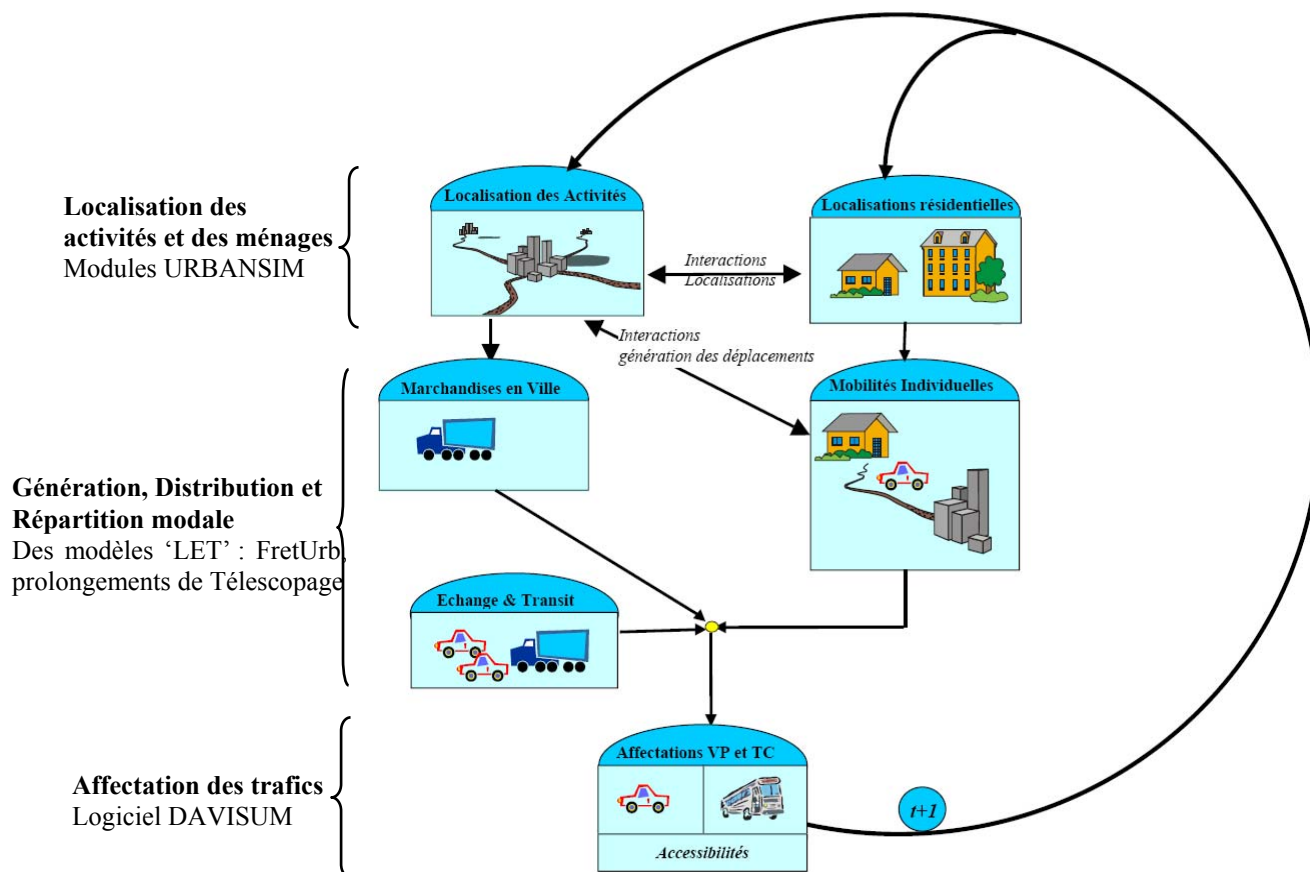 Localisation des
activités et des ménages
Modules URBANSIM
Localisation des Activités
Localisations résidentielles
Interactions
Localisations
Interactions
génération des déplacements
Marchandises en Ville
Mobilités Individuelles
Génération, Distribution et
Répartition modale
Des modèles ‘LET’ : FretUrb,
prolongements de Télescopage
Echange & Transit
Affectation des trafics
Logiciel DAVISUM
Affectations VP et TC
Accessibilités
t+1